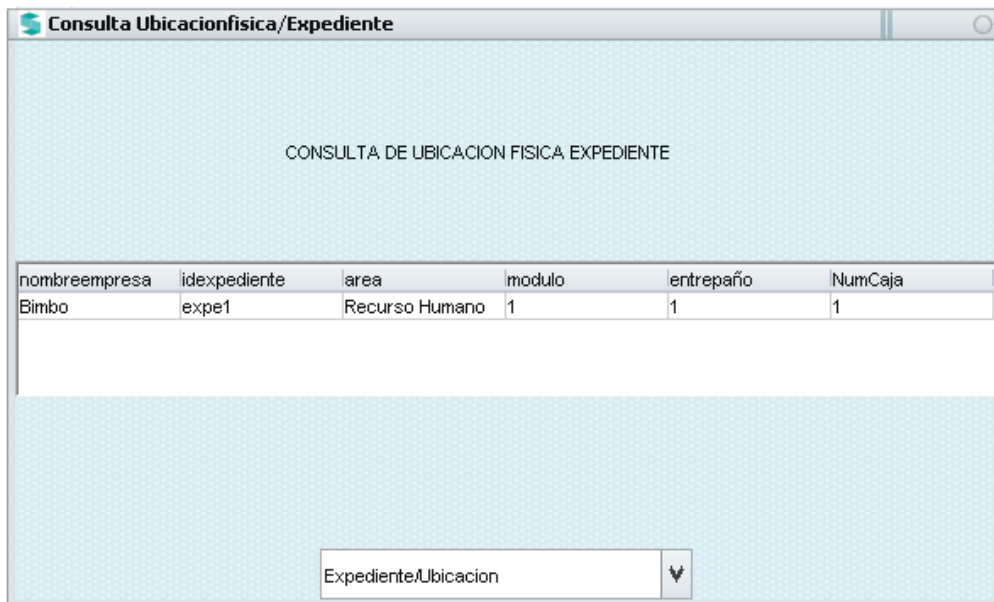 Consulta Ubicacionfisica/Expediente
CONSULTA DE UBICACION FISICA EXPEDIENTE
nombreempresa idexpediente area modulo entrepaño NumCaja
Bimbo expe1 Recurso Humano 1 1 1
Expediente/Ubicacion